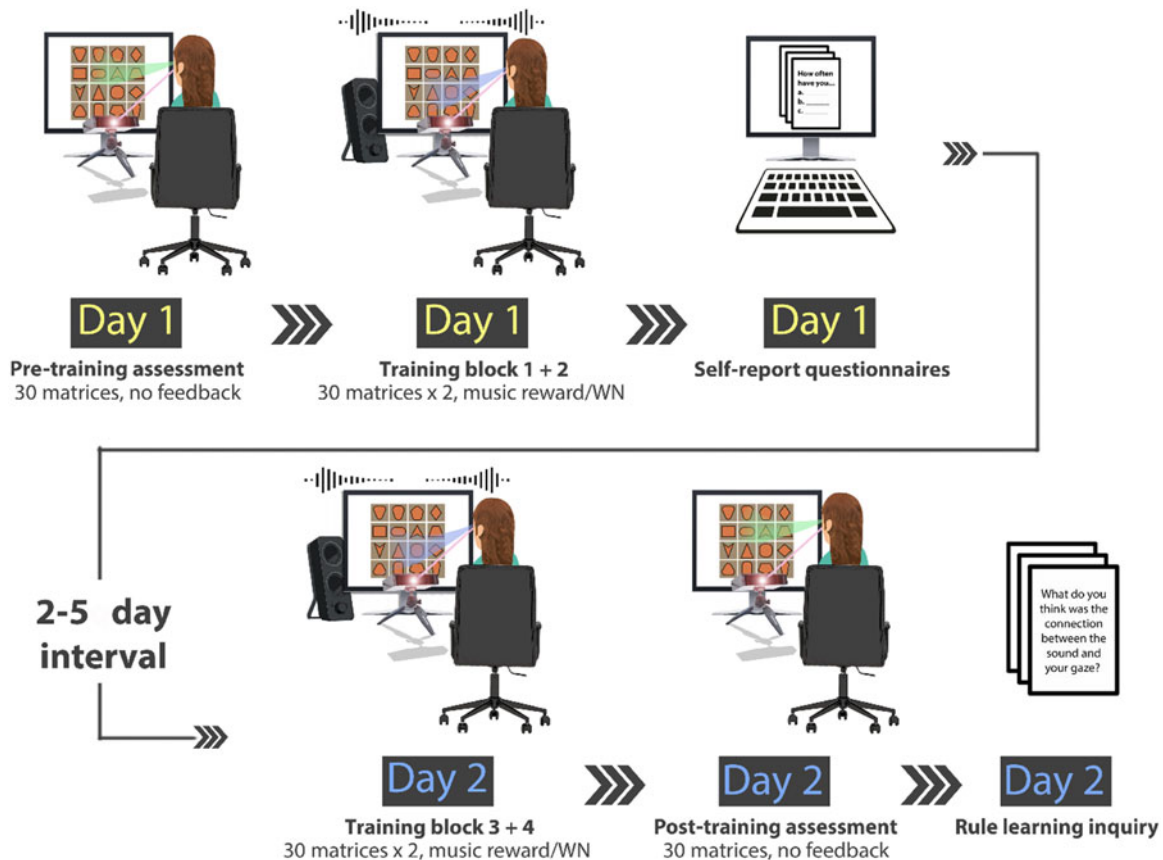 How often
have you...
a.
b. ______
c. ______
Day 1
Pre-training assessment
30 matrices, no feedback
Day 1
Training block 1 + 2
30 matrices x 2, music reward/WN
Day 1
Self-report questionnaires
2-5 day
interval
What do you
think was the
connection
between the
sound and
your gaze?
Day 2
Training block 3 + 4
30 matrices x 2, music reward/WN
Day 2
Post-training assessment
30 matrices, no feedback
Day 2
Rule learning inquiry